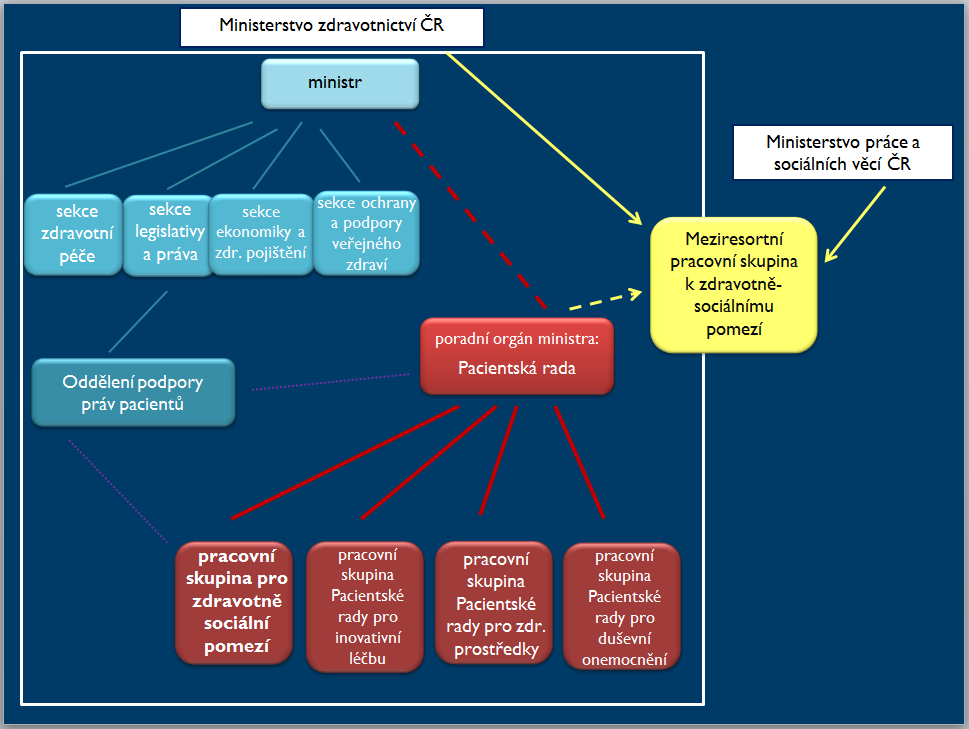 Ministerstvo zdravotnictví ČR
ministr
Ministerstvo práce a
sociálních věcí ČR
sekce
zdravotní
péče
sekce
legislativy
a práva
sekce
ekonomiky a
zdr. pojištění
sekce ochrany
a podpory
veřejného
zdraví
Meziresortní
pracovní skupina
k zdravotně-
sociálnímu
pomezí
poradní orgán ministra:
Pacientská rada
Oddělení podpory
práv pacientů
pracovní
skupina pro
zdravotně
sociální
pomezí
pracovní
skupina
Pacientské
rady pro
inovativní
léčbu
pracovní
skupina
Pacientské
rady pro zdr.
prostředky
pracovní
skupina
Pacientské
rady pro
duševní
onemocnění